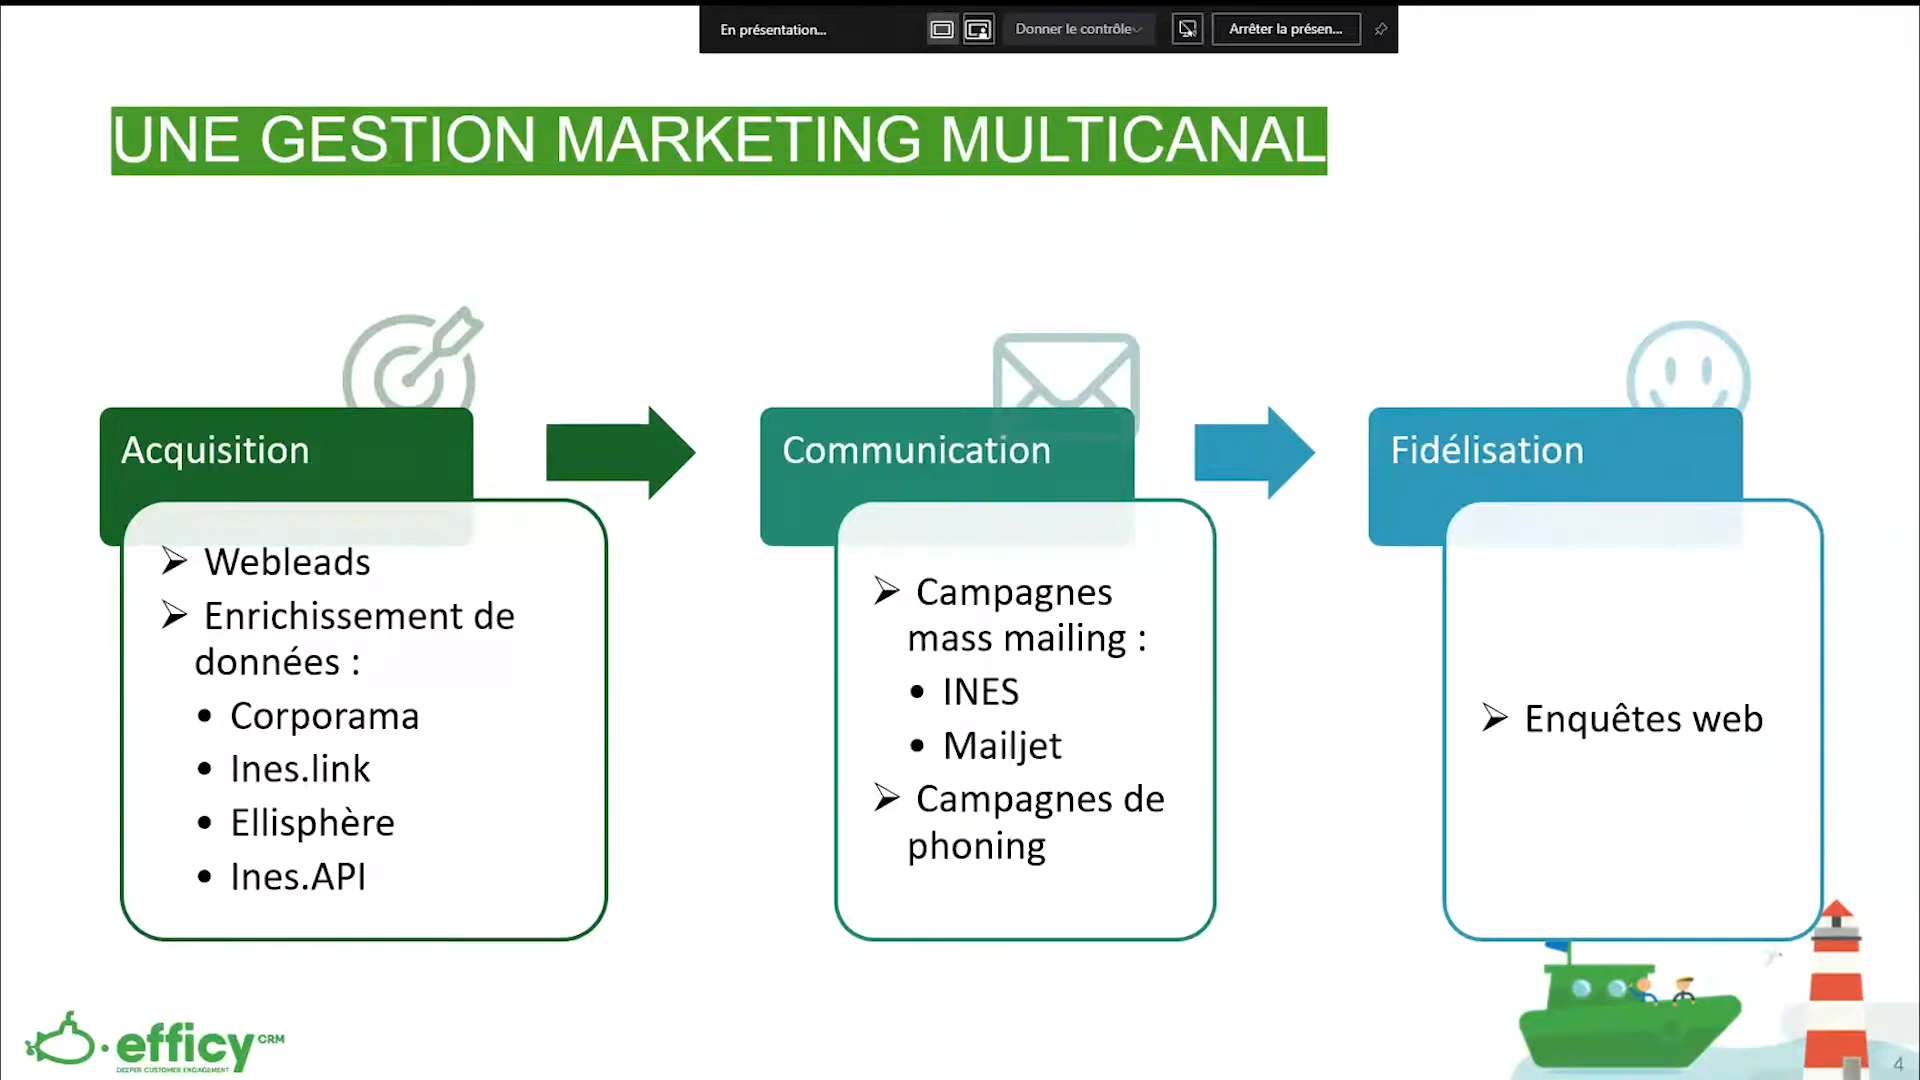 En présentation...
Donner le contrôle
Arrêter la présen...
UNE GESTION MARKETING MULTICANAL
Acquisition
Webleads
Enrichissement de
données :
Corporama
Ines.link
Ellisphère
Ines.API
Communication
Campagnes
mass mailing :
INES
Mailjet
Campagnes de
phoning
Fidélisation
Enquêtes web
efficy CRM
DEEPER CUSTOMER ENGAGEMENT
4